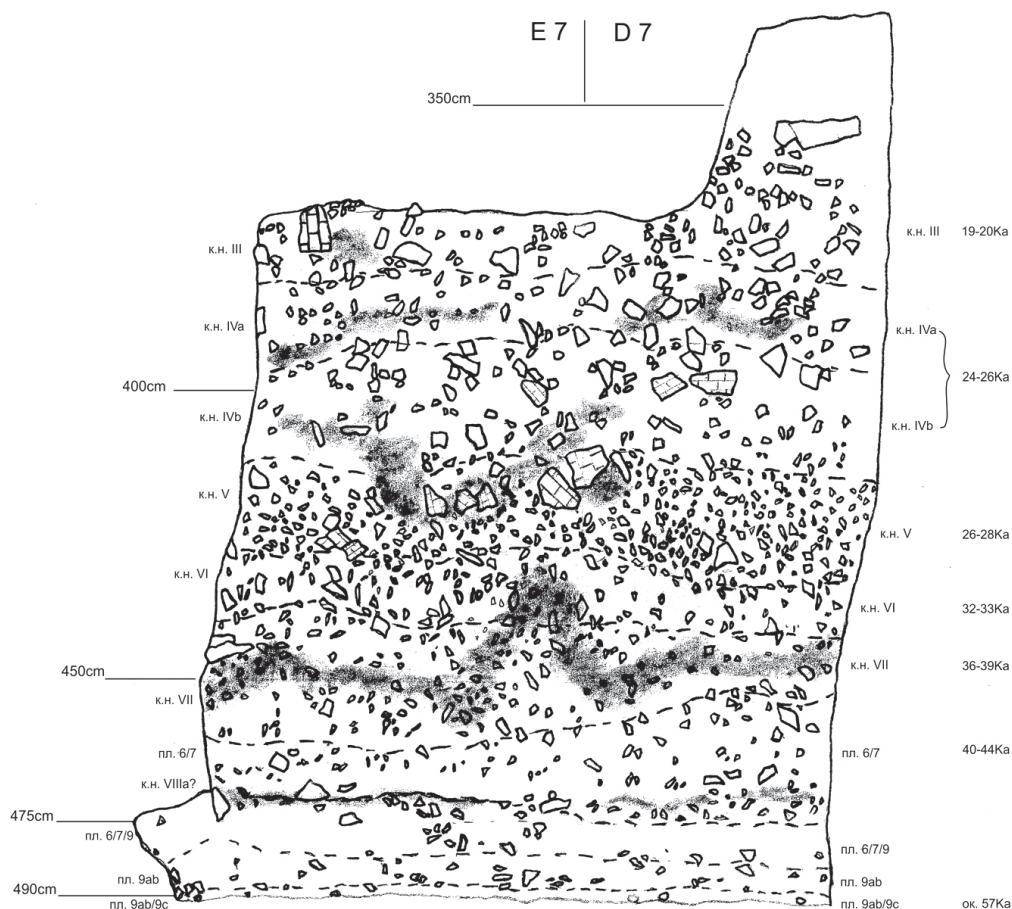 E 7 D 7
350cm
к.н. III 19-20Ka
к.н. III
к.н. IVa
к.н. IVa
24-26Ka
400cm
к.н. IVb
к.н. IVb
к.н. V
к.н. V 26-28Ka
к.н. VI
к.н. VI 32-33Ka
к.н. VII 36-39Ka
450cm
к.н. VII
пл. 6/7
пл. 6/7 40-44Ka
к.н. VIIIa?
475cm
пл. 6/7/9
пл. 6/7/9
пл. 9ab
пл. 9ab
490cm
пл. 9ab/9c
пл. 9ab/9c ок. 57Ka